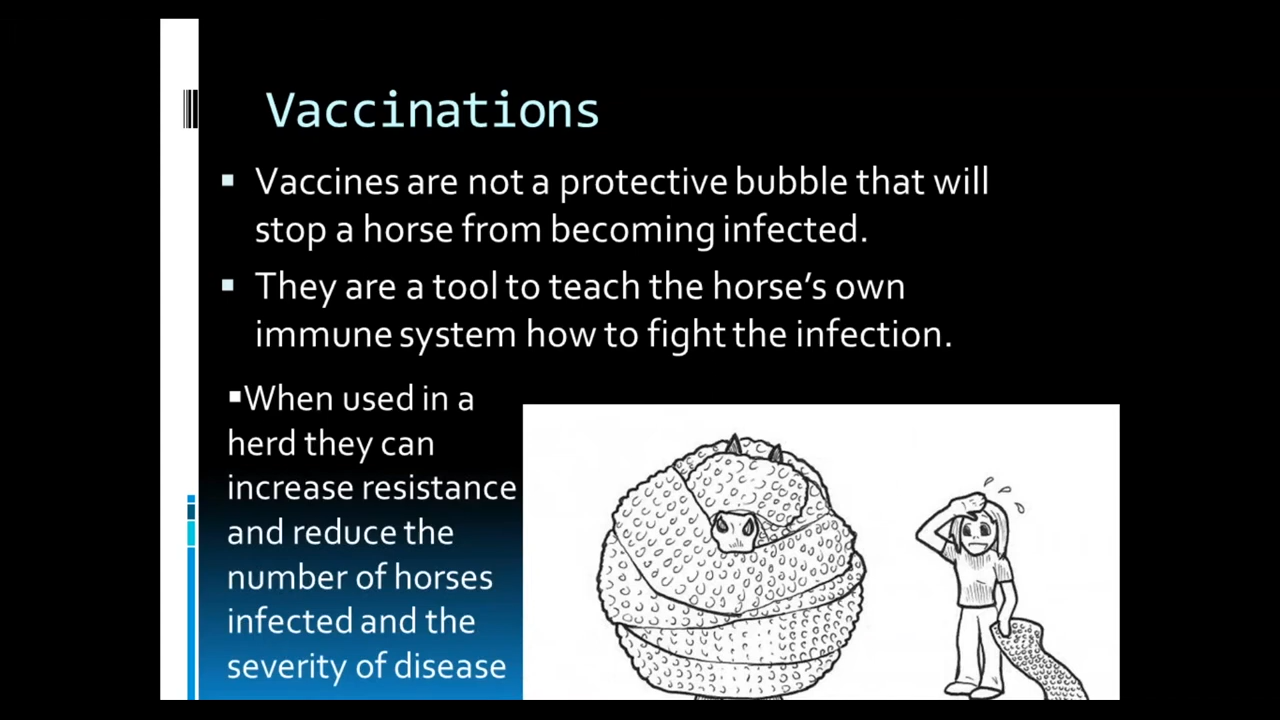 Vaccinations
▪ Vaccines are not a protective bubble that will
stop a horse from becoming infected.
▪ They are a tool to teach the horse’s own
immune system how to fight the infection.
▪When used in a
herd they can
increase resistance
and reduce the
number of horses
infected and the
severity of disease